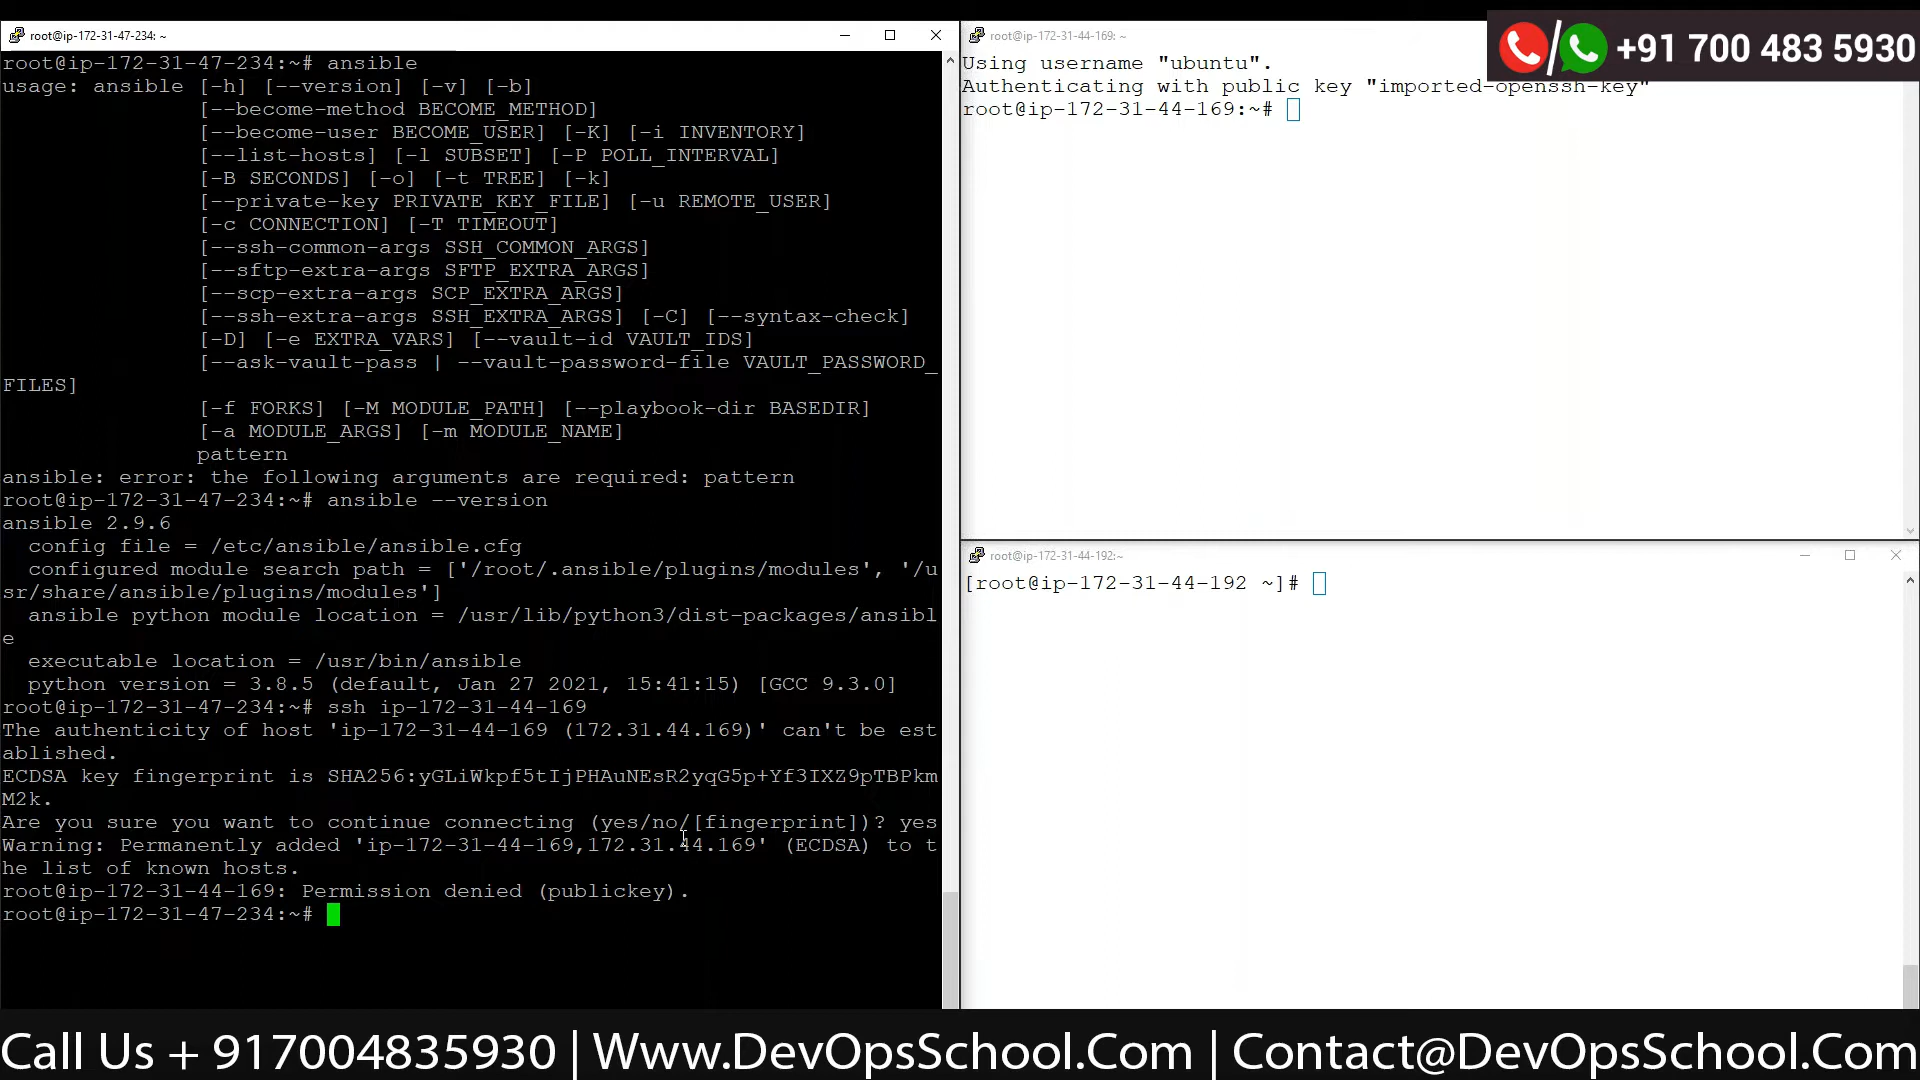 root@ip-172-31-47-234: ~
root@ip-172-31-47-234:~# ansible
usage: ansible [-h] [--version] [-v] [-b]
[--become-method BECOME_METHOD]
[--become-user BECOME_USER] [-K] [-i INVENTORY]
[--list-hosts] [-l SUBSET] [-P POLL_INTERVAL]
[-B SECONDS] [-o] [-t TREE] [-k]
[--private-key PRIVATE_KEY_FILE] [-u REMOTE_USER]
[-c CONNECTION] [-T TIMEOUT]
[--ssh-common-args SSH_COMMON_ARGS]
[--sftp-extra-args SFTP_EXTRA_ARGS]
[--scp-extra-args SCP_EXTRA_ARGS]
[--ssh-extra-args SSH_EXTRA_ARGS] [-C] [--syntax-check]
[-D] [-e EXTRA_VARS] [--vault-id VAULT_IDS]
[--ask-vault-pass | --vault-password-file VAULT_PASSWORD_
FILES]
[-f FORKS] [-M MODULE_PATH] [--playbook-dir BASEDIR]
[-a MODULE_ARGS] [-m MODULE_NAME]
pattern
ansible: error: the following arguments are required: pattern
root@ip-172-31-47-234:~# ansible --version
ansible 2.9.6
config file = /etc/ansible/ansible.cfg
configured module search path = ['/root/.ansible/plugins/modules', '/u
sr/share/ansible/plugins/modules']
ansible python module location = /usr/lib/python3/dist-packages/ansibl
e
executable location = /usr/bin/ansible
python version = 3.8.5 (default, Jan 27 2021, 15:41:15) [GCC 9.3.0]
root@ip-172-31-47-234:~# ssh ip-172-31-44-169
The authenticity of host 'ip-172-31-44-169 (172.31.44.169)' can't be est
ablished.
ECDSA key fingerprint is SHA256:yGLiWkpf5tIjPHAuNEsR2yqG5p+Yf3IXZ9pTBPkm
M2k.
Are you sure you want to continue connecting (yes/no/[fingerprint])? yes
Warning: Permanently added 'ip-172-31-44-169,172.31.44.169' (ECDSA) to t
he list of known hosts.
root@ip-172-31-44-169: Permission denied (publickey).
root@ip-172-31-47-234:~#
root@ip-172-31-44-169: ~
+91 700 483 5930
Using username "ubuntu".
Authenticating with public key "imported-openssh-key"
root@ip-172-31-44-169:~#
root@ip-172-31-44-192:~
[root@ip-172-31-44-192 ~]#
Call Us + 917004835930 | Www.DevOpsSchool.Com | Contact@DevOpsSchool.Com